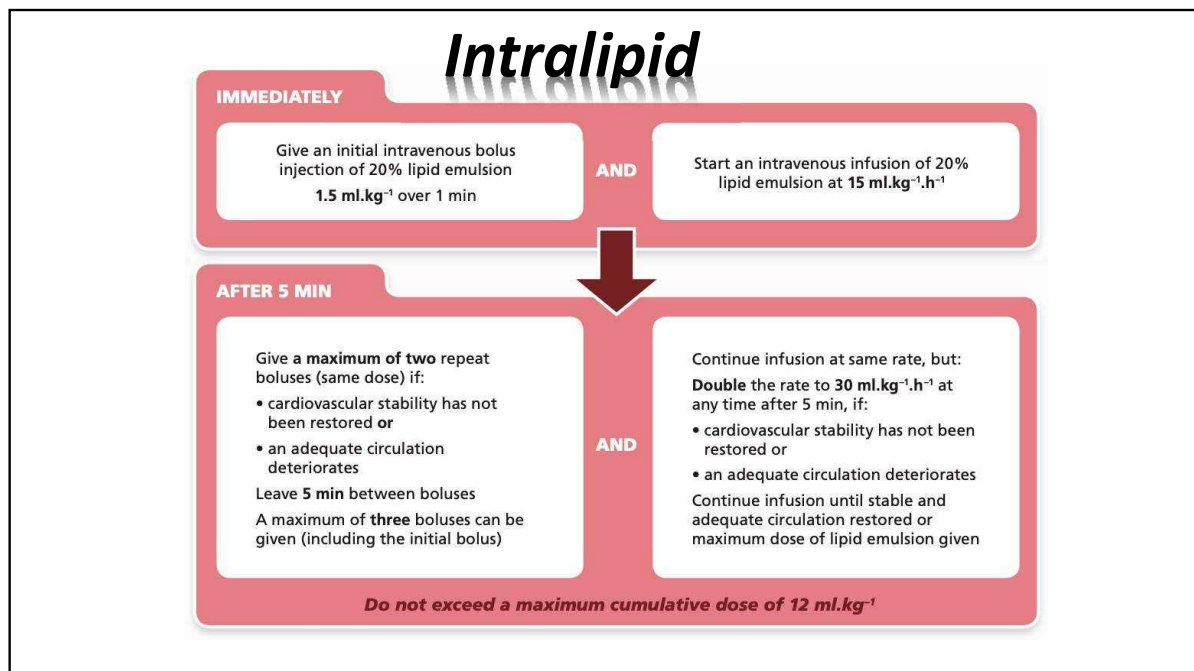 Intralipid
IMMEDIATELY
Give an initial intravenous bolus
injection of 20% lipid emulsion
1.5 ml.kg⁻¹ over 1 min
AND
Start an intravenous infusion of 20%
lipid emulsion at 15 ml.kg⁻¹.h⁻¹
AFTER 5 MIN
Give a maximum of two repeat
boluses (same dose) if:
• cardiovascular stability has not
been restored or
• an adequate circulation
deteriorates
Leave 5 min between boluses
A maximum of three boluses can be
given (including the initial bolus)
AND
Continue infusion at same rate, but:
Double the rate to 30 ml.kg⁻¹.h⁻¹ at
any time after 5 min, if:
• cardiovascular stability has not been
restored or
• an adequate circulation deteriorates
Continue infusion until stable and
adequate circulation restored or
maximum dose of lipid emulsion given
Do not exceed a maximum cumulative dose of 12 ml.kg⁻¹